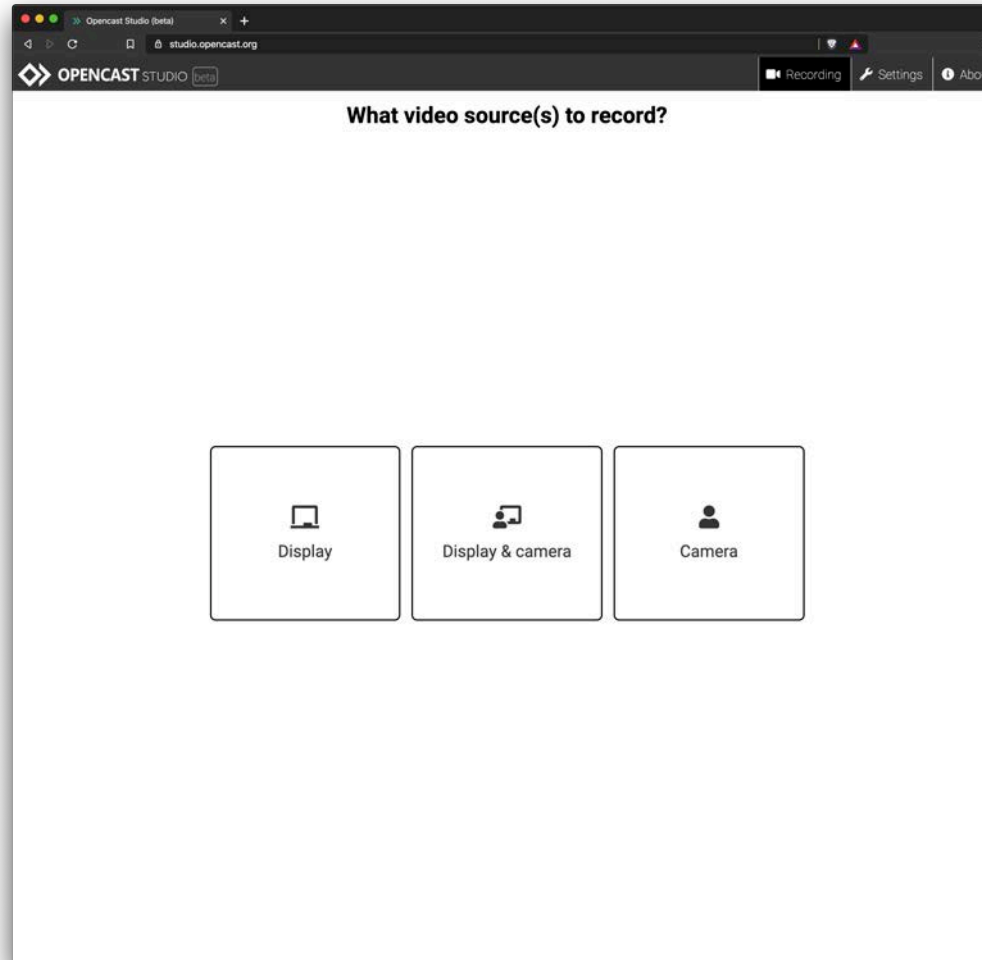 Opencast Studio (beta)
studio.opencast.org
OPENCAST STUDIO beta
Recording
Settings
Abo
What video source(s) to record?
Display
Display & camera
Camera